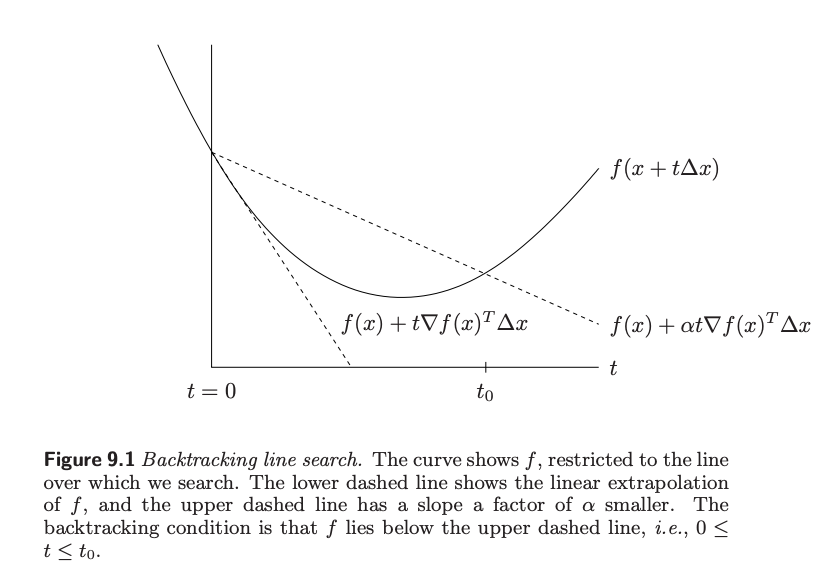 f(x + tΔx)
f(x) + t∇f(x)ᵀΔx
f(x) + αt∇f(x)ᵀΔx
t
t = 0
t₀
Figure 9.1 Backtracking line search. The curve shows f, restricted to the line
over which we search. The lower dashed line shows the linear extrapolation
of f, and the upper dashed line has a slope a factor of α smaller. The
backtracking condition is that f lies below the upper dashed line, i.e., 0 ≤
t ≤ t₀.